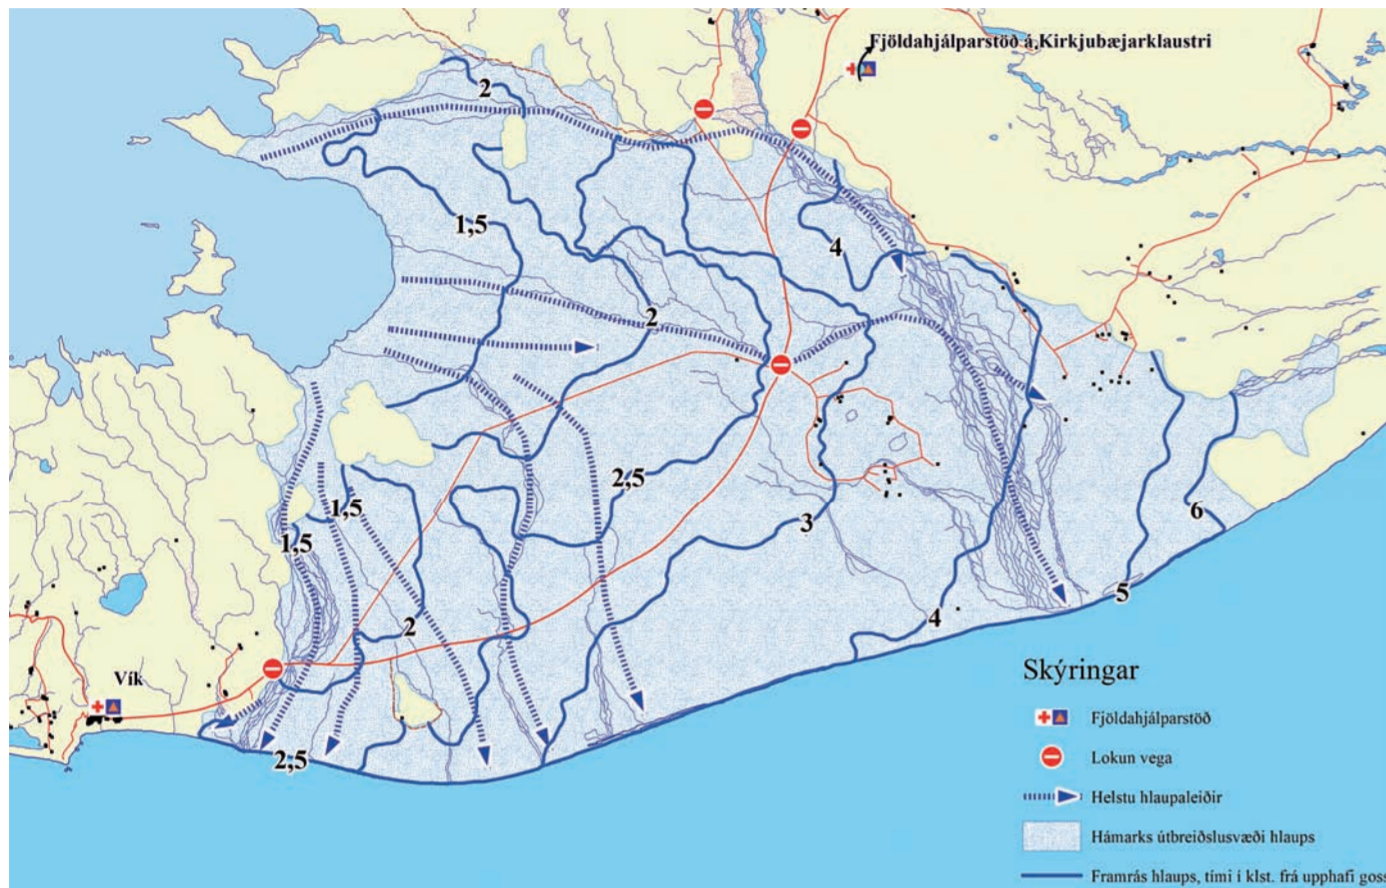 Fjöldahjálparstöð á Kirkjubæjarklaustri
2
1,5
4
2
2,5
1,5
1,5
3
6
5
2
4
Vík
2,5
Skýringar
Fjöldahjálparstöð
Lokun vega
Helstu hlaupaleiðir
Hámarks útbreiðslusvæði hlaups
Framrás hlaups, tími í klst. frá upphafi goss